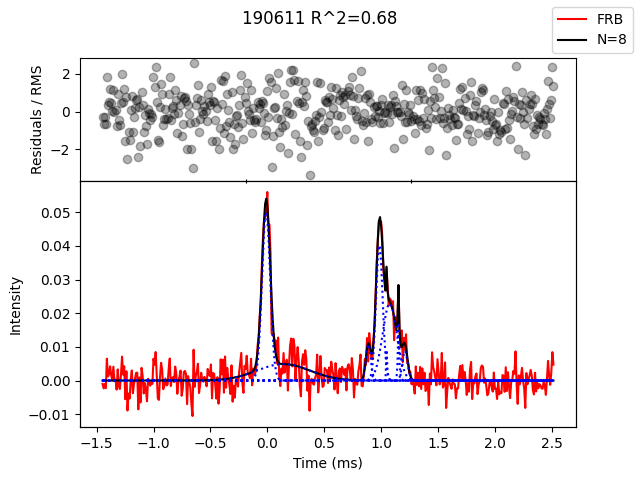 190611 R^2=0.68
FRB
N=8
Residuals / RMS
2
0
−2
Intensity
0.05
0.04
0.03
0.02
0.01
0.00
−0.01
−1.5 −1.0 −0.5 0.0 0.5 1.0 1.5 2.0 2.5
Time (ms)